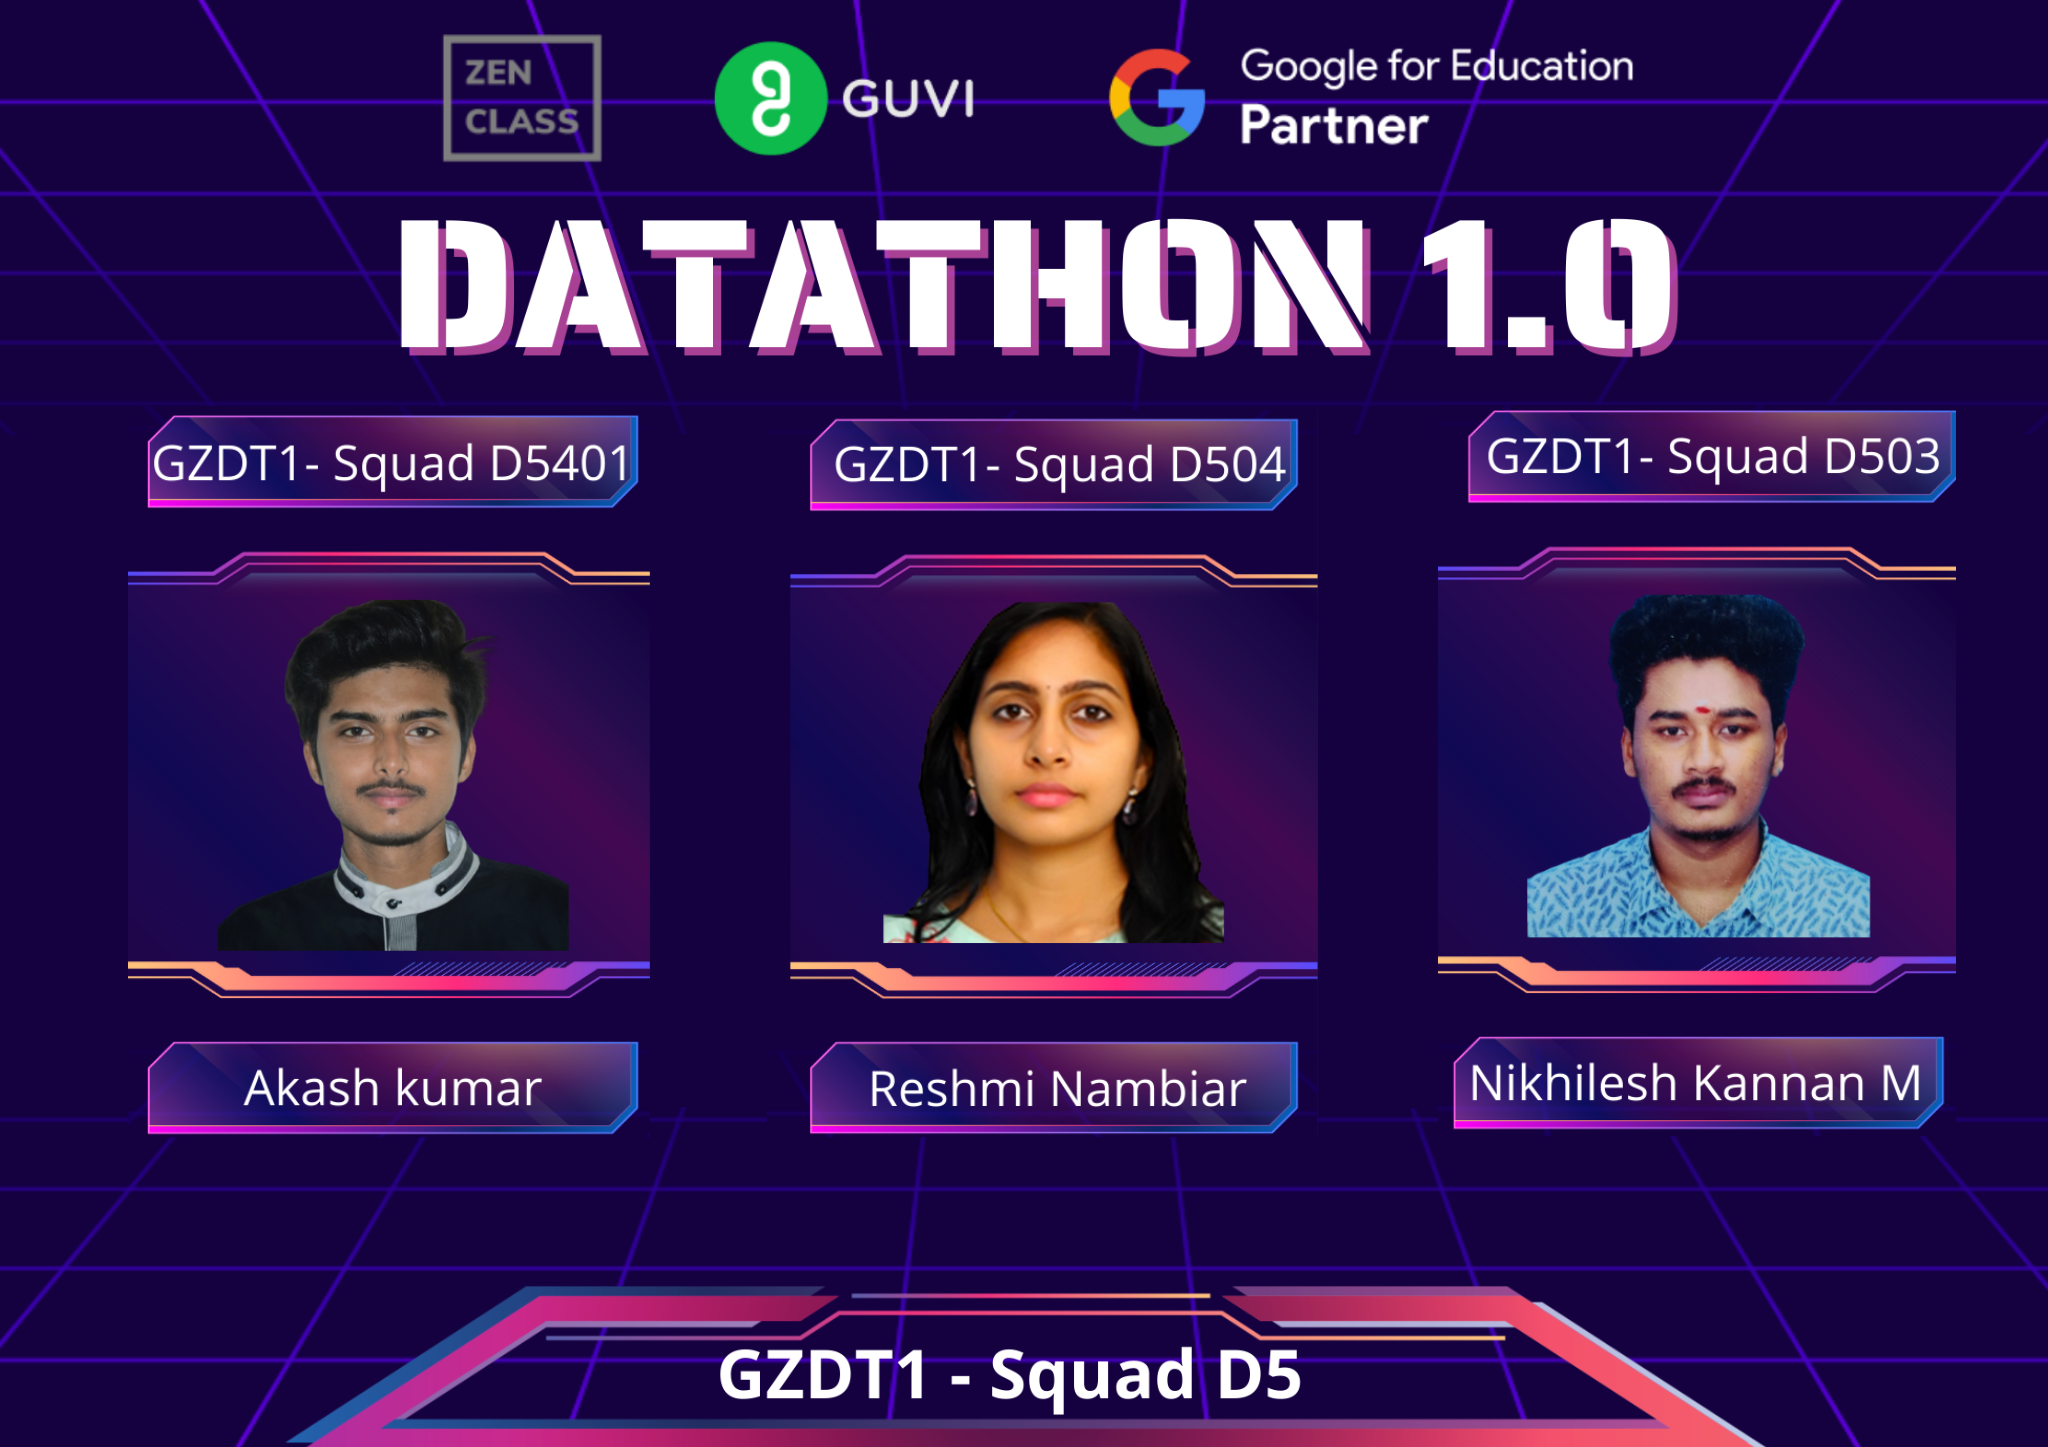 ZEN
CLASS
GUVI
Google for Education
Partner
DATATHON 1.0
GZDT1- Squad D5401
GZDT1- Squad D504
GZDT1- Squad D503
Akash kumar
Reshmi Nambiar
Nikhilesh Kannan M
GZDT1 - Squad D5